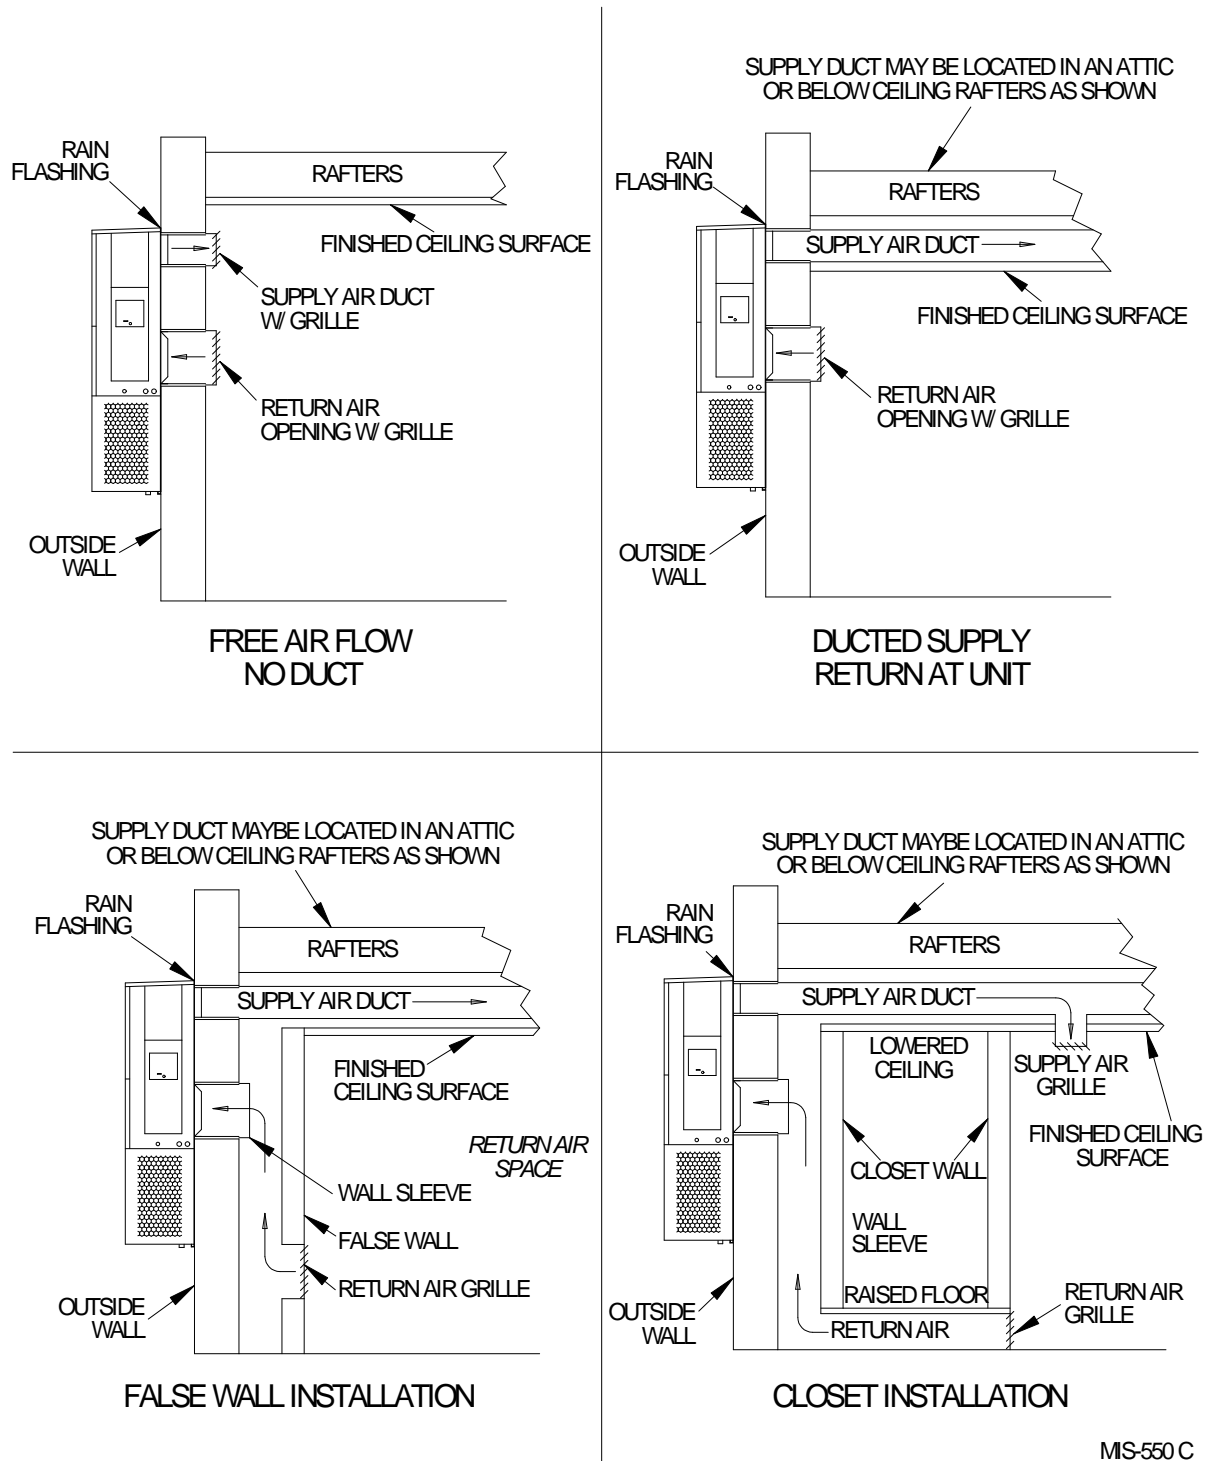 RAIN
FLASHING
RAFTERS
FINISHED CEILING SURFACE
SUPPLY AIR DUCT
W/ GRILLE
RETURN AIR
OPENING W/ GRILLE
OUTSIDE
WALL
FREE AIR FLOW
NO DUCT
SUPPLY DUCT MAY BE LOCATED IN AN ATTIC
OR BELOW CEILING RAFTERS AS SHOWN
RAIN
FLASHING
RAFTERS
SUPPLY AIR DUCT
FINISHED CEILING SURFACE
RETURN AIR
OPENING W/ GRILLE
OUTSIDE
WALL
DUCTED SUPPLY
RETURN AT UNIT
SUPPLY DUCT MAYBE LOCATED IN AN ATTIC
OR BELOW CEILING RAFTERS AS SHOWN
RAIN
FLASHING
RAFTERS
SUPPLY AIR DUCT
FINISHED
CEILING SURFACE
RETURN AIR
SPACE
WALL SLEEVE
FALSE WALL
RETURN AIR GRILLE
OUTSIDE
WALL
FALSE WALL INSTALLATION
SUPPLY DUCT MAYBE LOCATED IN AN ATTIC
OR BELOW CEILING RAFTERS AS SHOWN
RAIN
FLASHING
RAFTERS
SUPPLY AIR DUCT
LOWERED
CEILING
SUPPLY AIR
GRILLE
FINISHED CEILING
SURFACE
CLOSET WALL
WALL
SLEEVE
RAISED FLOOR
RETURN AIR
GRILLE
OUTSIDE
WALL
RETURN AIR
CLOSET INSTALLATION
MIS-550 C